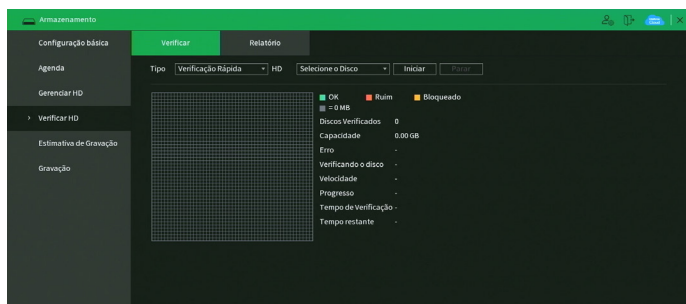 Armazenamento
Configuração básica
Agenda
Gerenciar HD
> Verificar HD
Estimativa de Gravação
Gravação
Verificar Relatório
Tipo Verificação Rápida HD Selecione o Disco Iniciar Parar
OK Ruim Bloqueado
= 0 MB
Discos Verificados 0
Capacidade 0.00 GB
Erro -
Verificando o disco -
Velocidade -
Progresso -
Tempo de Verificação -
Tempo restante -